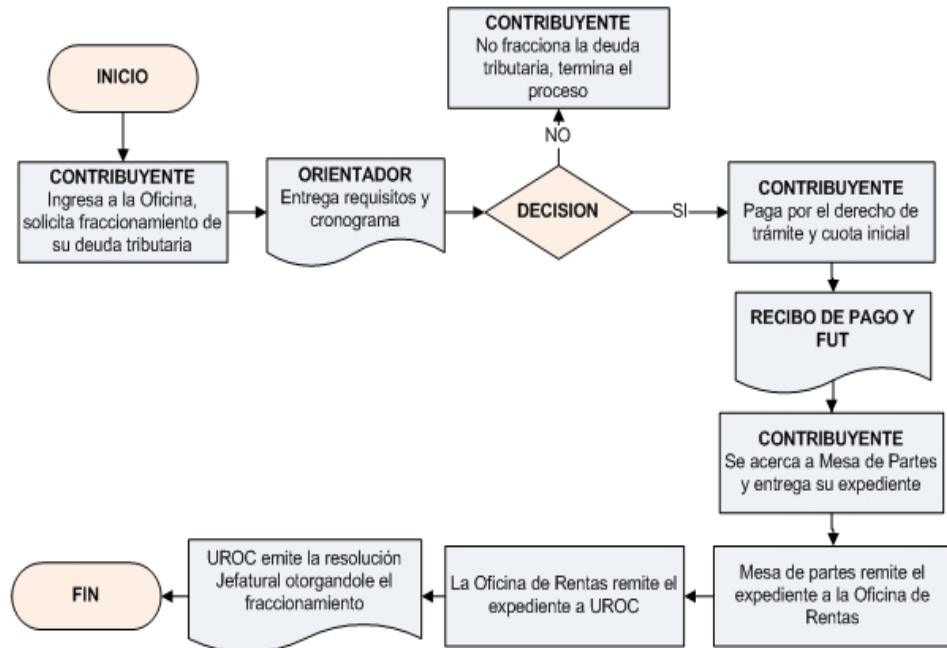 INICIO
CONTRIBUYENTE
Ingresa a la Oficina,
solicita fraccionamiento de
su deuda tributaria
ORIENTADOR
Entrega requisitos y
cronograma
DECISION
NO
CONTRIBUYENTE
No fracciona la deuda
tributaria, termina el
proceso
SI
CONTRIBUYENTE
Paga por el derecho de
trámite y cuota inicial
RECIBO DE PAGO Y
FUT
CONTRIBUYENTE
Se acerca a Mesa de Partes
y entrega su expediente
Mesa de partes remite el
expediente a la Oficina de
Rentas
La Oficina de Rentas remite el
expediente a UROC
UROC emite la resolución
Jefatural otorgandole el
fraccionamiento
FIN